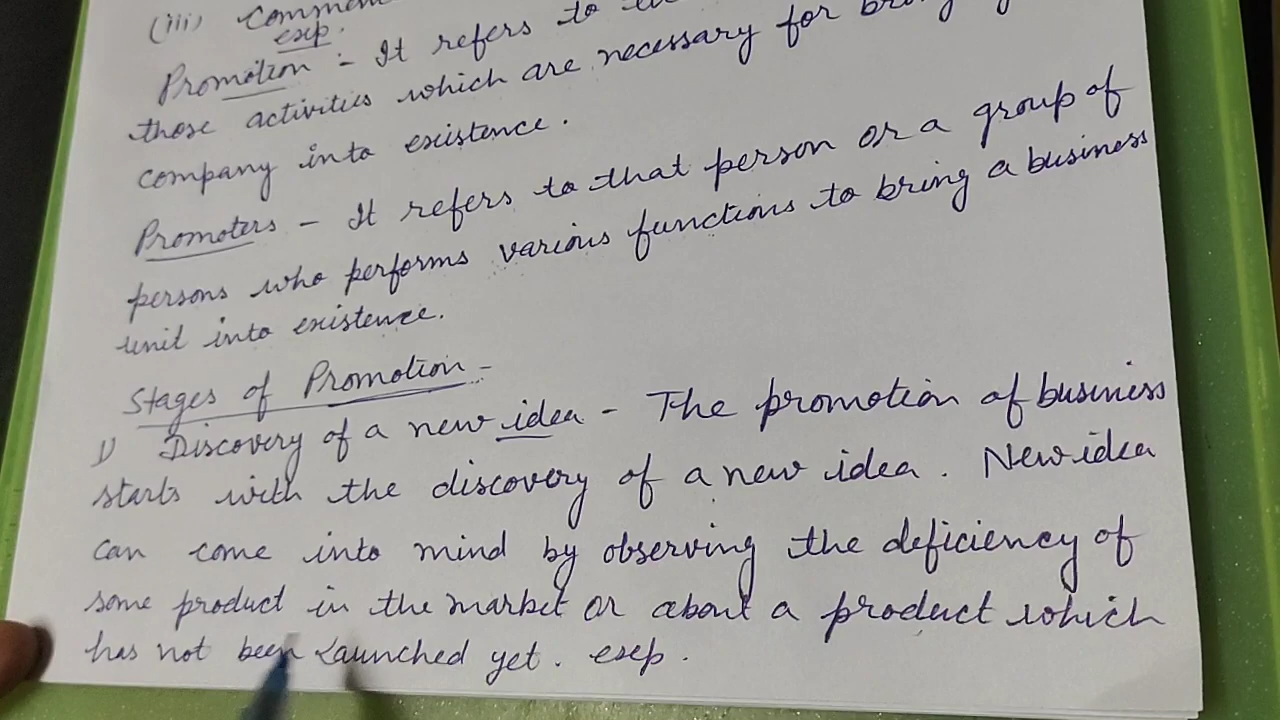 (iii)
exp.
Promotion - It refers to
those activities which are necessary for
company into existence.
Promoters - It refers to that person or a group of
persons who performs various functions to bring a business
unit into existence.
Stages of Promotion -
1) Discovery of a new idea - The promotion of business
starts with the discovery of a new idea. New idea
can come into mind by observing the deficiency of
some product in the market or about a product which
has not been launched yet. exp.